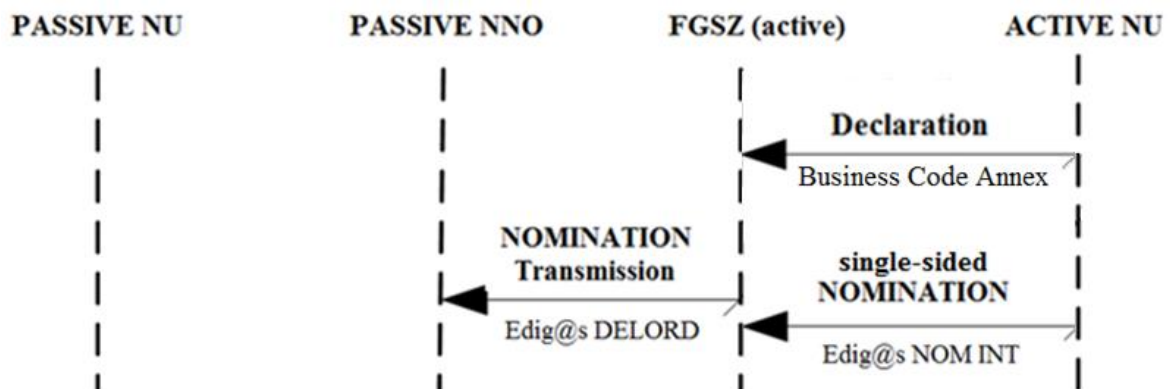 PASSIVE NU PASSIVE NNO FGSZ (active) ACTIVE NU
Declaration
Business Code Annex
NOMINATION
Transmission
Edig@s DELORD
single-sided
NOMINATION
Edig@s NOM INT